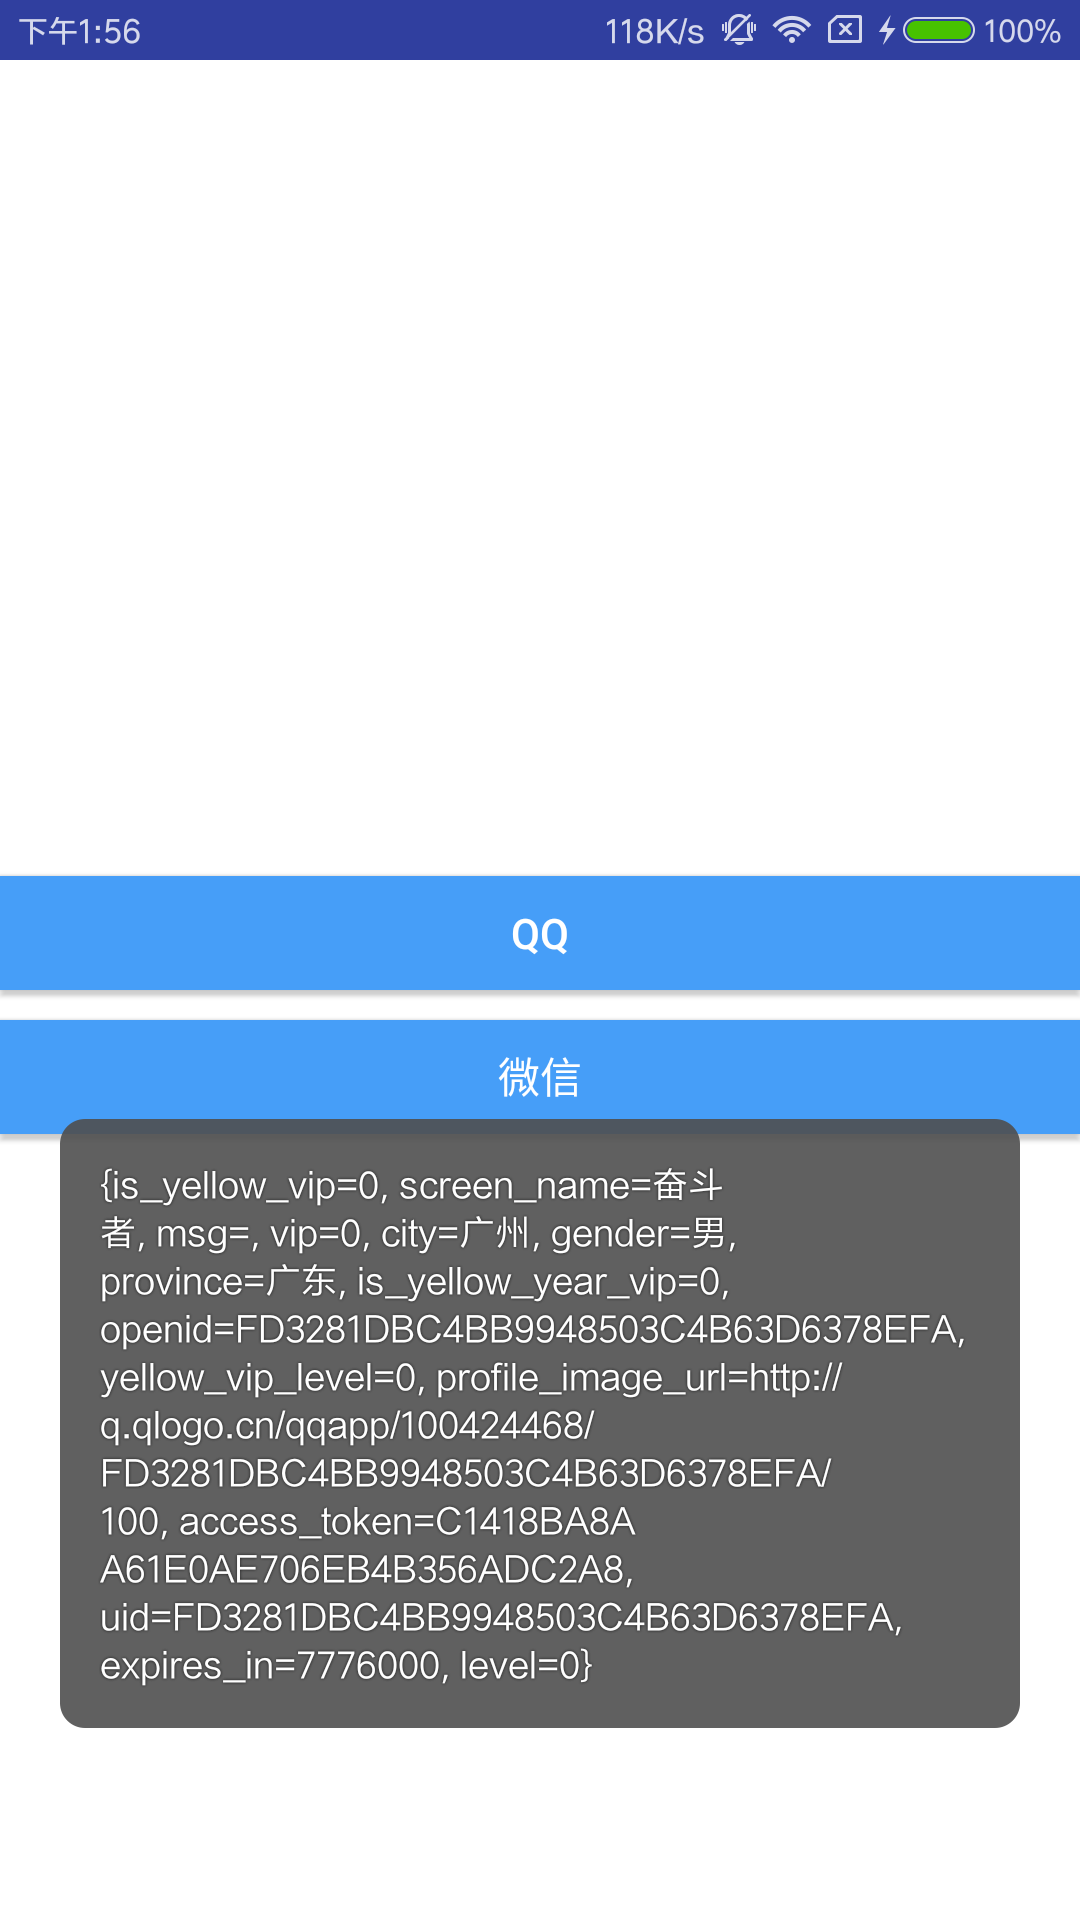 下午1:56 118K/s 100%
QQ
微信
{is_yellow_vip=0, screen_name=奋斗
者, msg=, vip=0, city=广州, gender=男,
province=广东, is_yellow_year_vip=0,
openid=FD3281DBC4BB9948503C4B63D6378EFA,
yellow_vip_level=0, profile_image_url=http://
q.qlogo.cn/qqapp/100424468/
FD3281DBC4BB9948503C4B63D6378EFA/
100, access_token=C1418BA8A
A61E0AE706EB4B356ADC2A8,
uid=FD3281DBC4BB9948503C4B63D6378EFA,
expires_in=7776000, level=0}